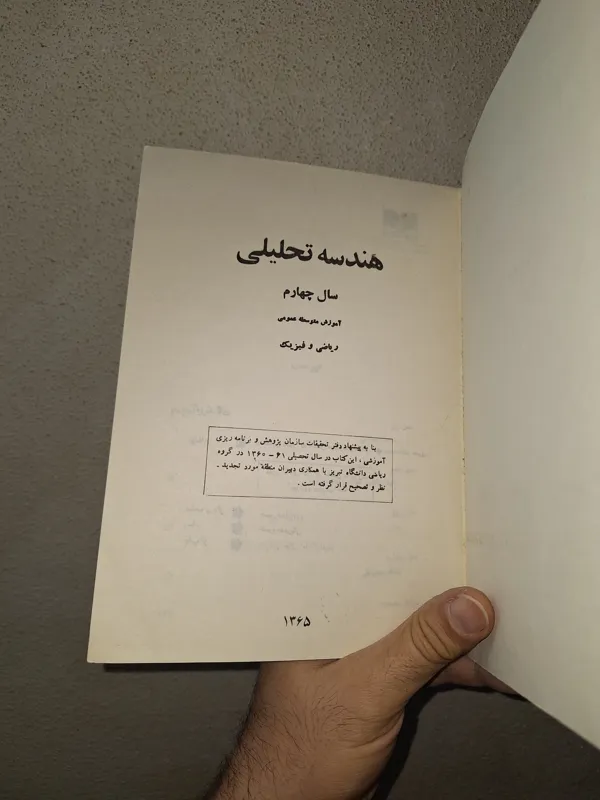 هندسه تحلیلی
سال چهارم
آموزش متوسطه عمومی
ریاضی و فیزیک
بنا به پیشنهاد دفتر تحقیقات سازمان پژوهش و برنامه ریزی
آموزشی ، این کتاب در سال تحصیلی ۶۱ – ۱۳۶۰ در گروه
ریاضی دانشگاه تبریز با همکاری دبیران منطقهٔ مورد تجدید ـ
نظر و تصحیح قرار گرفته است .
۱۳۶۵